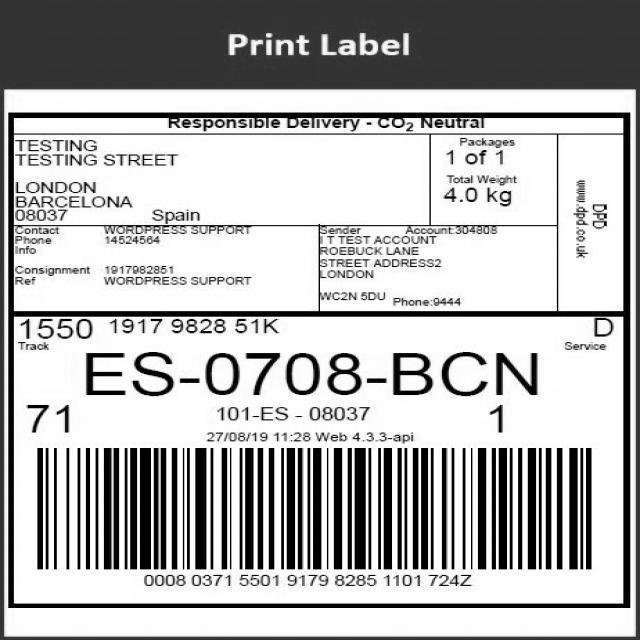 Print Label
Responsible Delivery - CO₂ Neutral
TESTING
TESTING STREET
LONDON
BARCELONA
08037 Spain
Packages
1 of 1
Total Weight
4.0 kg
DPD
www.dpd.co.uk
Contact WORDPRESS SUPPORT
Phone 14524564
Info
Consignment 1917982851
Ref WORDPRESS SUPPORT
Sender Account:304808
I T TEST ACCOUNT
ROEBUCK LANE
STREET ADDRESS2
LONDON
WC2N 5DU Phone:9444
1550 1917 9828 51K D
Track Service
ES-0708-BCN
71 101-ES - 08037 1
27/08/19 11:28 Web 4.3.3-api
0008 0371 5501 9179 8285 1101 724Z